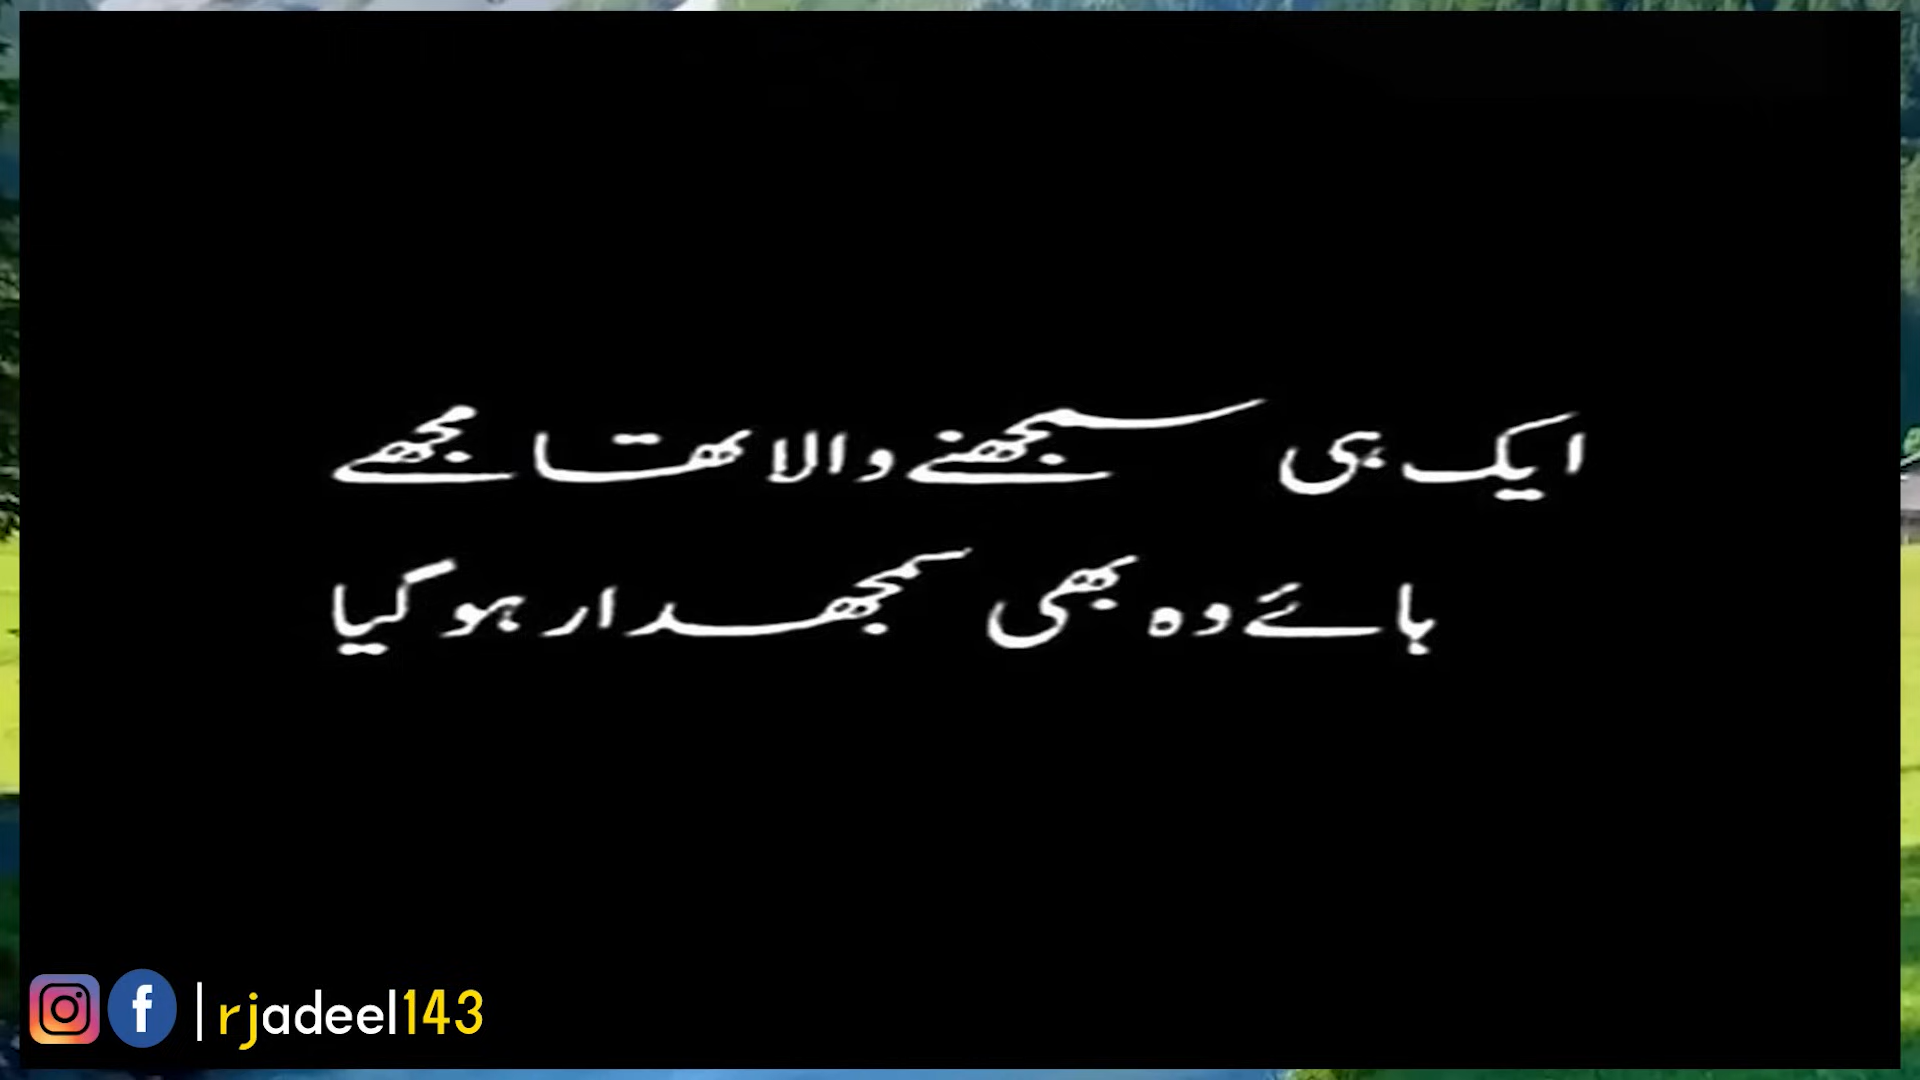 ایک ہی سمجھنے والا تھا مجھے
ہائے وہ بھی سمجھدار ہو گیا
rjadeel143